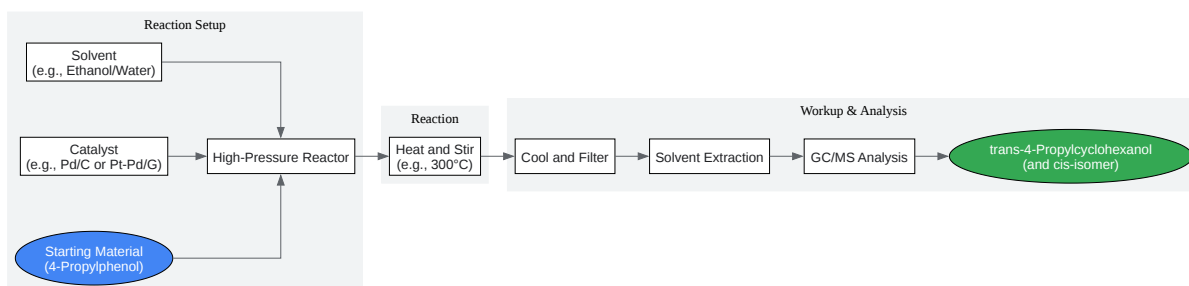 Reaction Setup
Solvent
(e.g., Ethanol/Water)
Catalyst
(e.g., Pd/C or Pt-Pd/G)
Starting Material
(4-Propylphenol)
High-Pressure Reactor
Reaction
Heat and Stir
(e.g., 300°C)
Workup & Analysis
Cool and Filter
Solvent Extraction
GC/MS Analysis
trans-4-Propylcyclohexanol
(and cis-isomer)